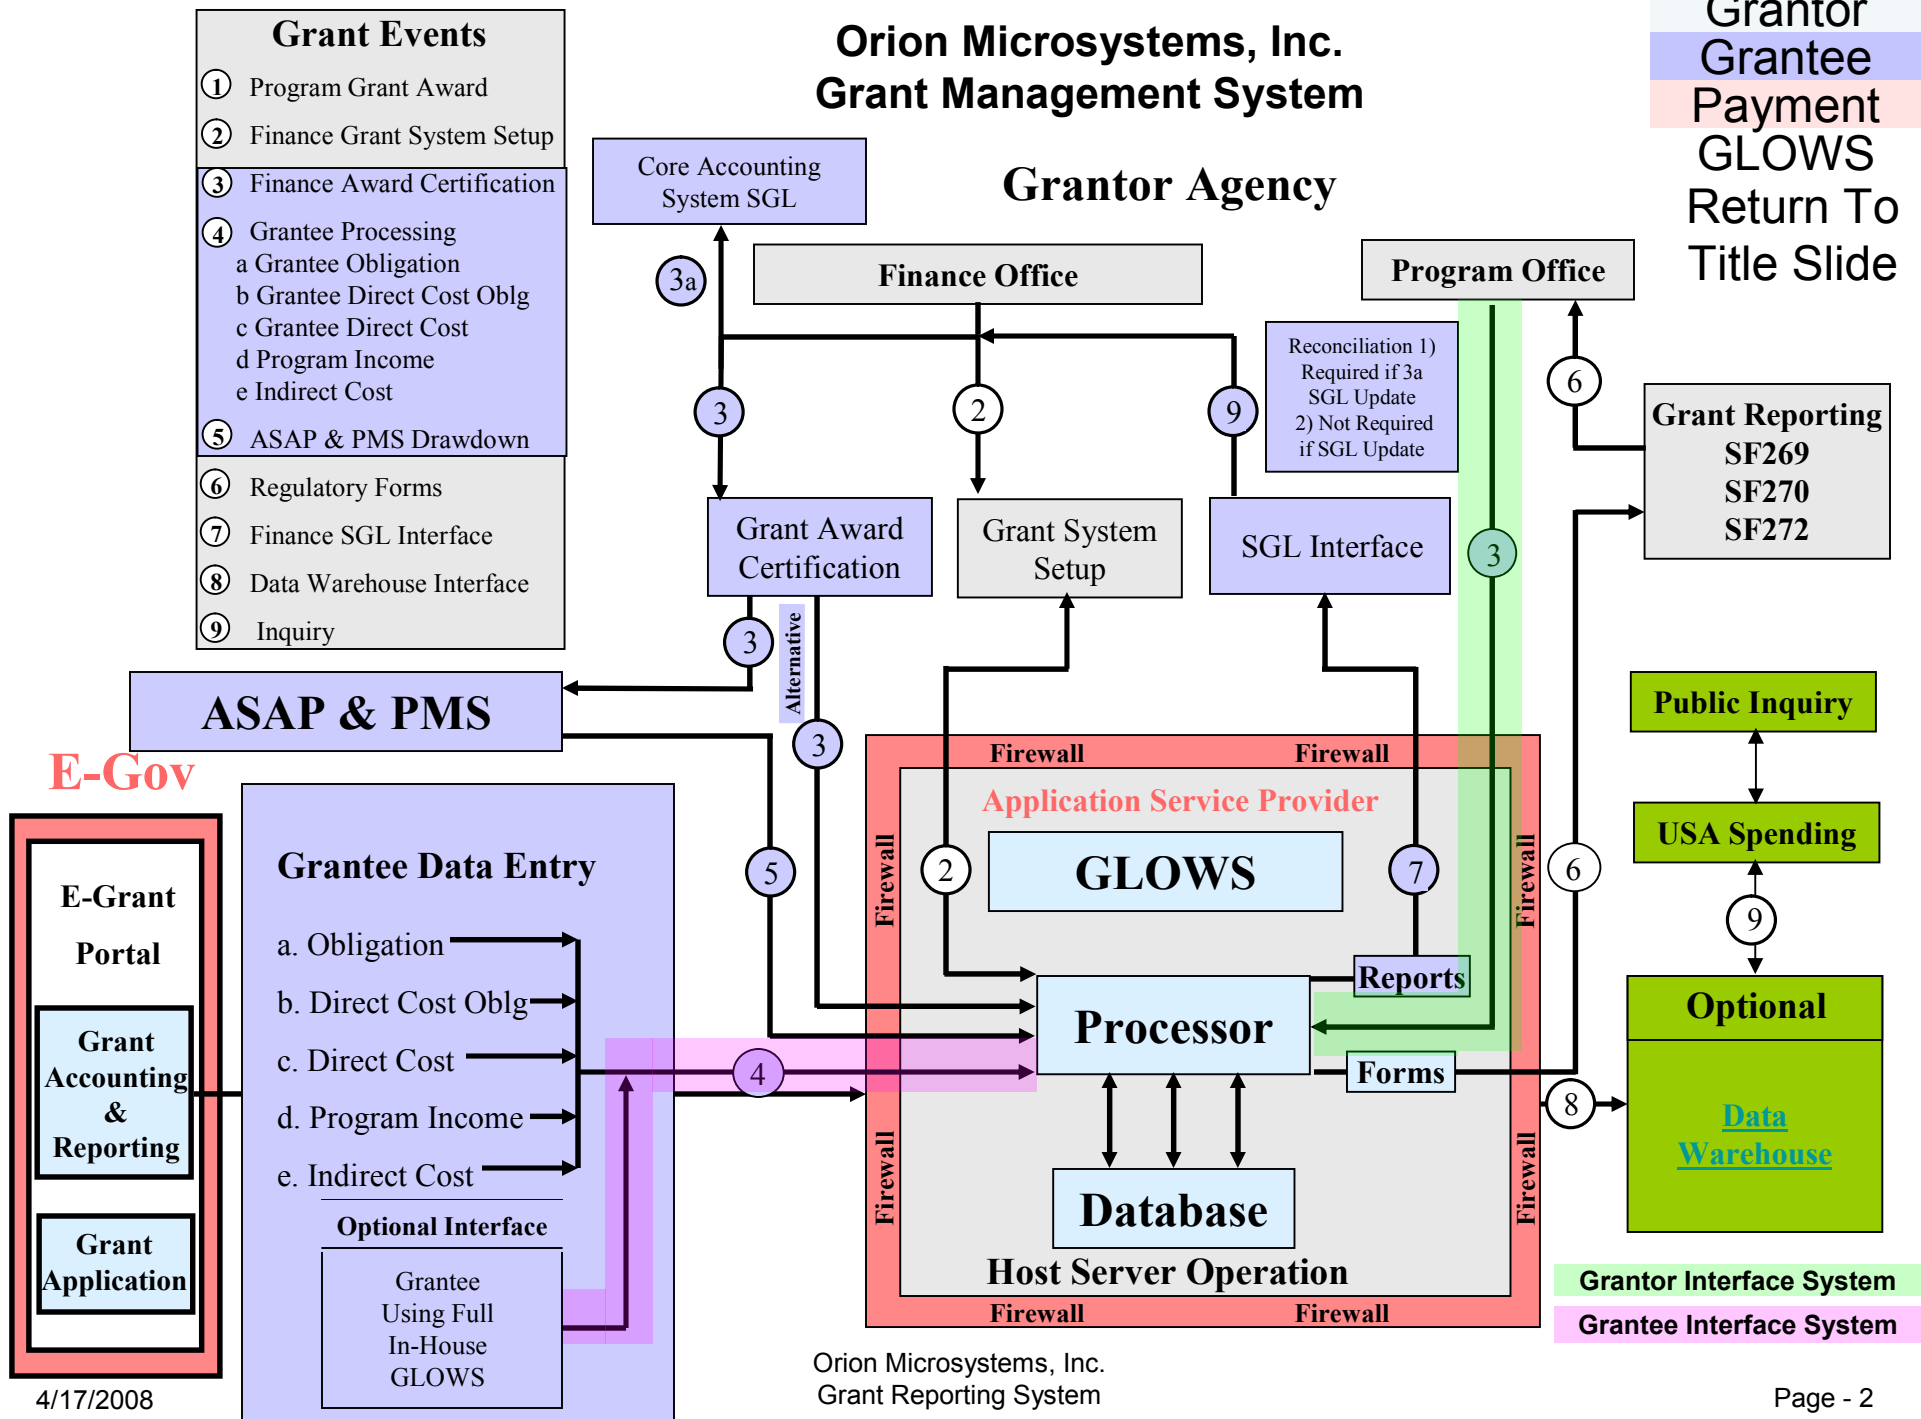 Grant Events
1 Program Grant Award
2 Finance Grant System Setup
3 Finance Award Certification
4 Grantee Processing
a Grantee Obligation
b Grantee Direct Cost Oblg
c Grantee Direct Cost
d Program Income
e Indirect Cost
5 ASAP & PMS Drawdown
6 Regulatory Forms
7 Finance SGL Interface
8 Data Warehouse Interface
9 Inquiry
Orion Microsystems, Inc.
Grant Management System
Grantor
Grantee
Payment
GLOWS
Return To
Title Slide
Grantor Agency
Core Accounting
System SGL
3a
Finance Office
Program Office
Reconciliation 1)
Required if 3a
SGL Update
2) Not Required
if SGL Update
3
2
9
6
Grant Reporting
SF269
SF270
SF272
Grant Award
Certification
Grant System
Setup
SGL Interface
3
3
Alternative
3
ASAP & PMS
Public Inquiry
USA Spending
9
Optional
Data
Warehouse
8
6
E-Gov
E-Grant
Portal
Grant
Accounting
&
Reporting
Grant
Application
Grantee Data Entry
a. Obligation
b. Direct Cost Oblg
c. Direct Cost
d. Program Income
e. Indirect Cost
Optional Interface
Grantee
Using Full
In-House
GLOWS
5
4
Firewall
Firewall
Application Service Provider
Firewall
Firewall
2
GLOWS
7
Reports
Processor
Forms
Firewall
Firewall
Database
Host Server Operation
Firewall
Firewall
Grantor Interface System
Grantee Interface System
4/17/2008
Orion Microsystems, Inc.
Grant Reporting System
Page - 2